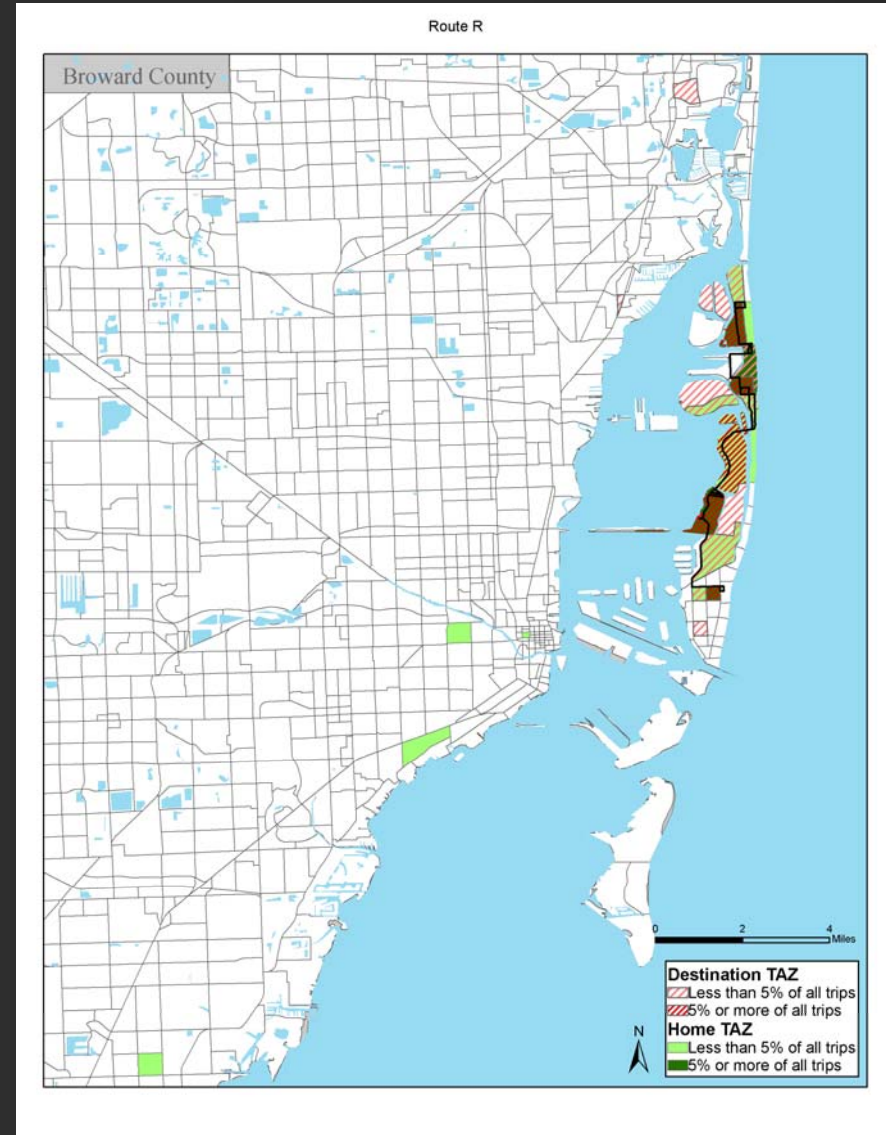 Route R
Broward County
0 2 4
Miles
Destination TAZ
Less than 5% of all trips
5% or more of all trips
N
Home TAZ
Less than 5% of all trips
5% or more of all trips